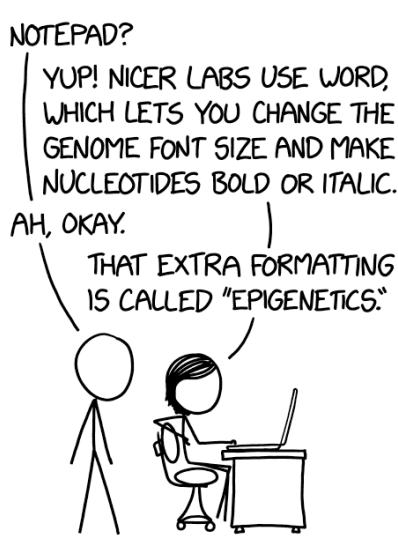 NOTEPAD?
YUP! NICER LABS USE WORD,
WHICH LETS YOU CHANGE THE
GENOME FONT SIZE AND MAKE
NUCLEOTIDES BOLD OR ITALIC.
AH, OKAY.
THAT EXTRA FORMATTING
IS CALLED "EPIGENETICS."